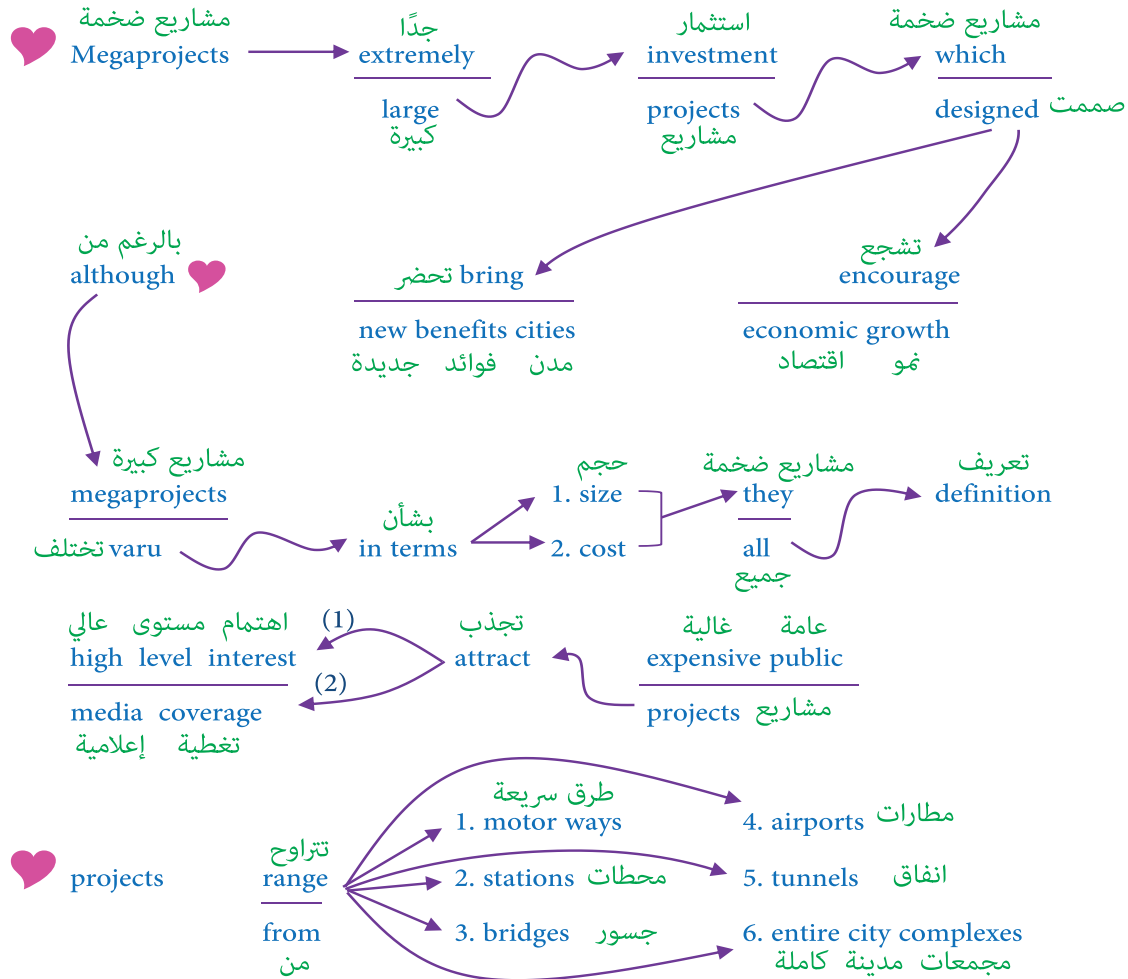 مشاريع ضخمة جدًا استثمار مشاريع ضخمة
Megaprojects extremely investment which
large projects designed صممت
كبيرة مشاريع
بالرغم من تشجع
although تحضر bring encourage
new benefits cities economic growth
جديدة فوائد مدن اقتصاد نمو
مشاريع كبيرة حجم مشاريع ضخمة تعريف
megaprojects 1. size they definition
بشأن
تختلف varu in terms 2. cost all
جميع
عالي مستوى اهتمام (1) تجذب غالية عامة
high level interest attract expensive public
(2)
media coverage projects مشاريع
إعلامية تغطية
طرق سريعة
1. motor ways 4. airports مطارات
تتراوح
projects range 2. stations محطات 5. tunnels انفاق
from 3. bridges جسور 6. entire city complexes
من مجمعات مدينة كاملة